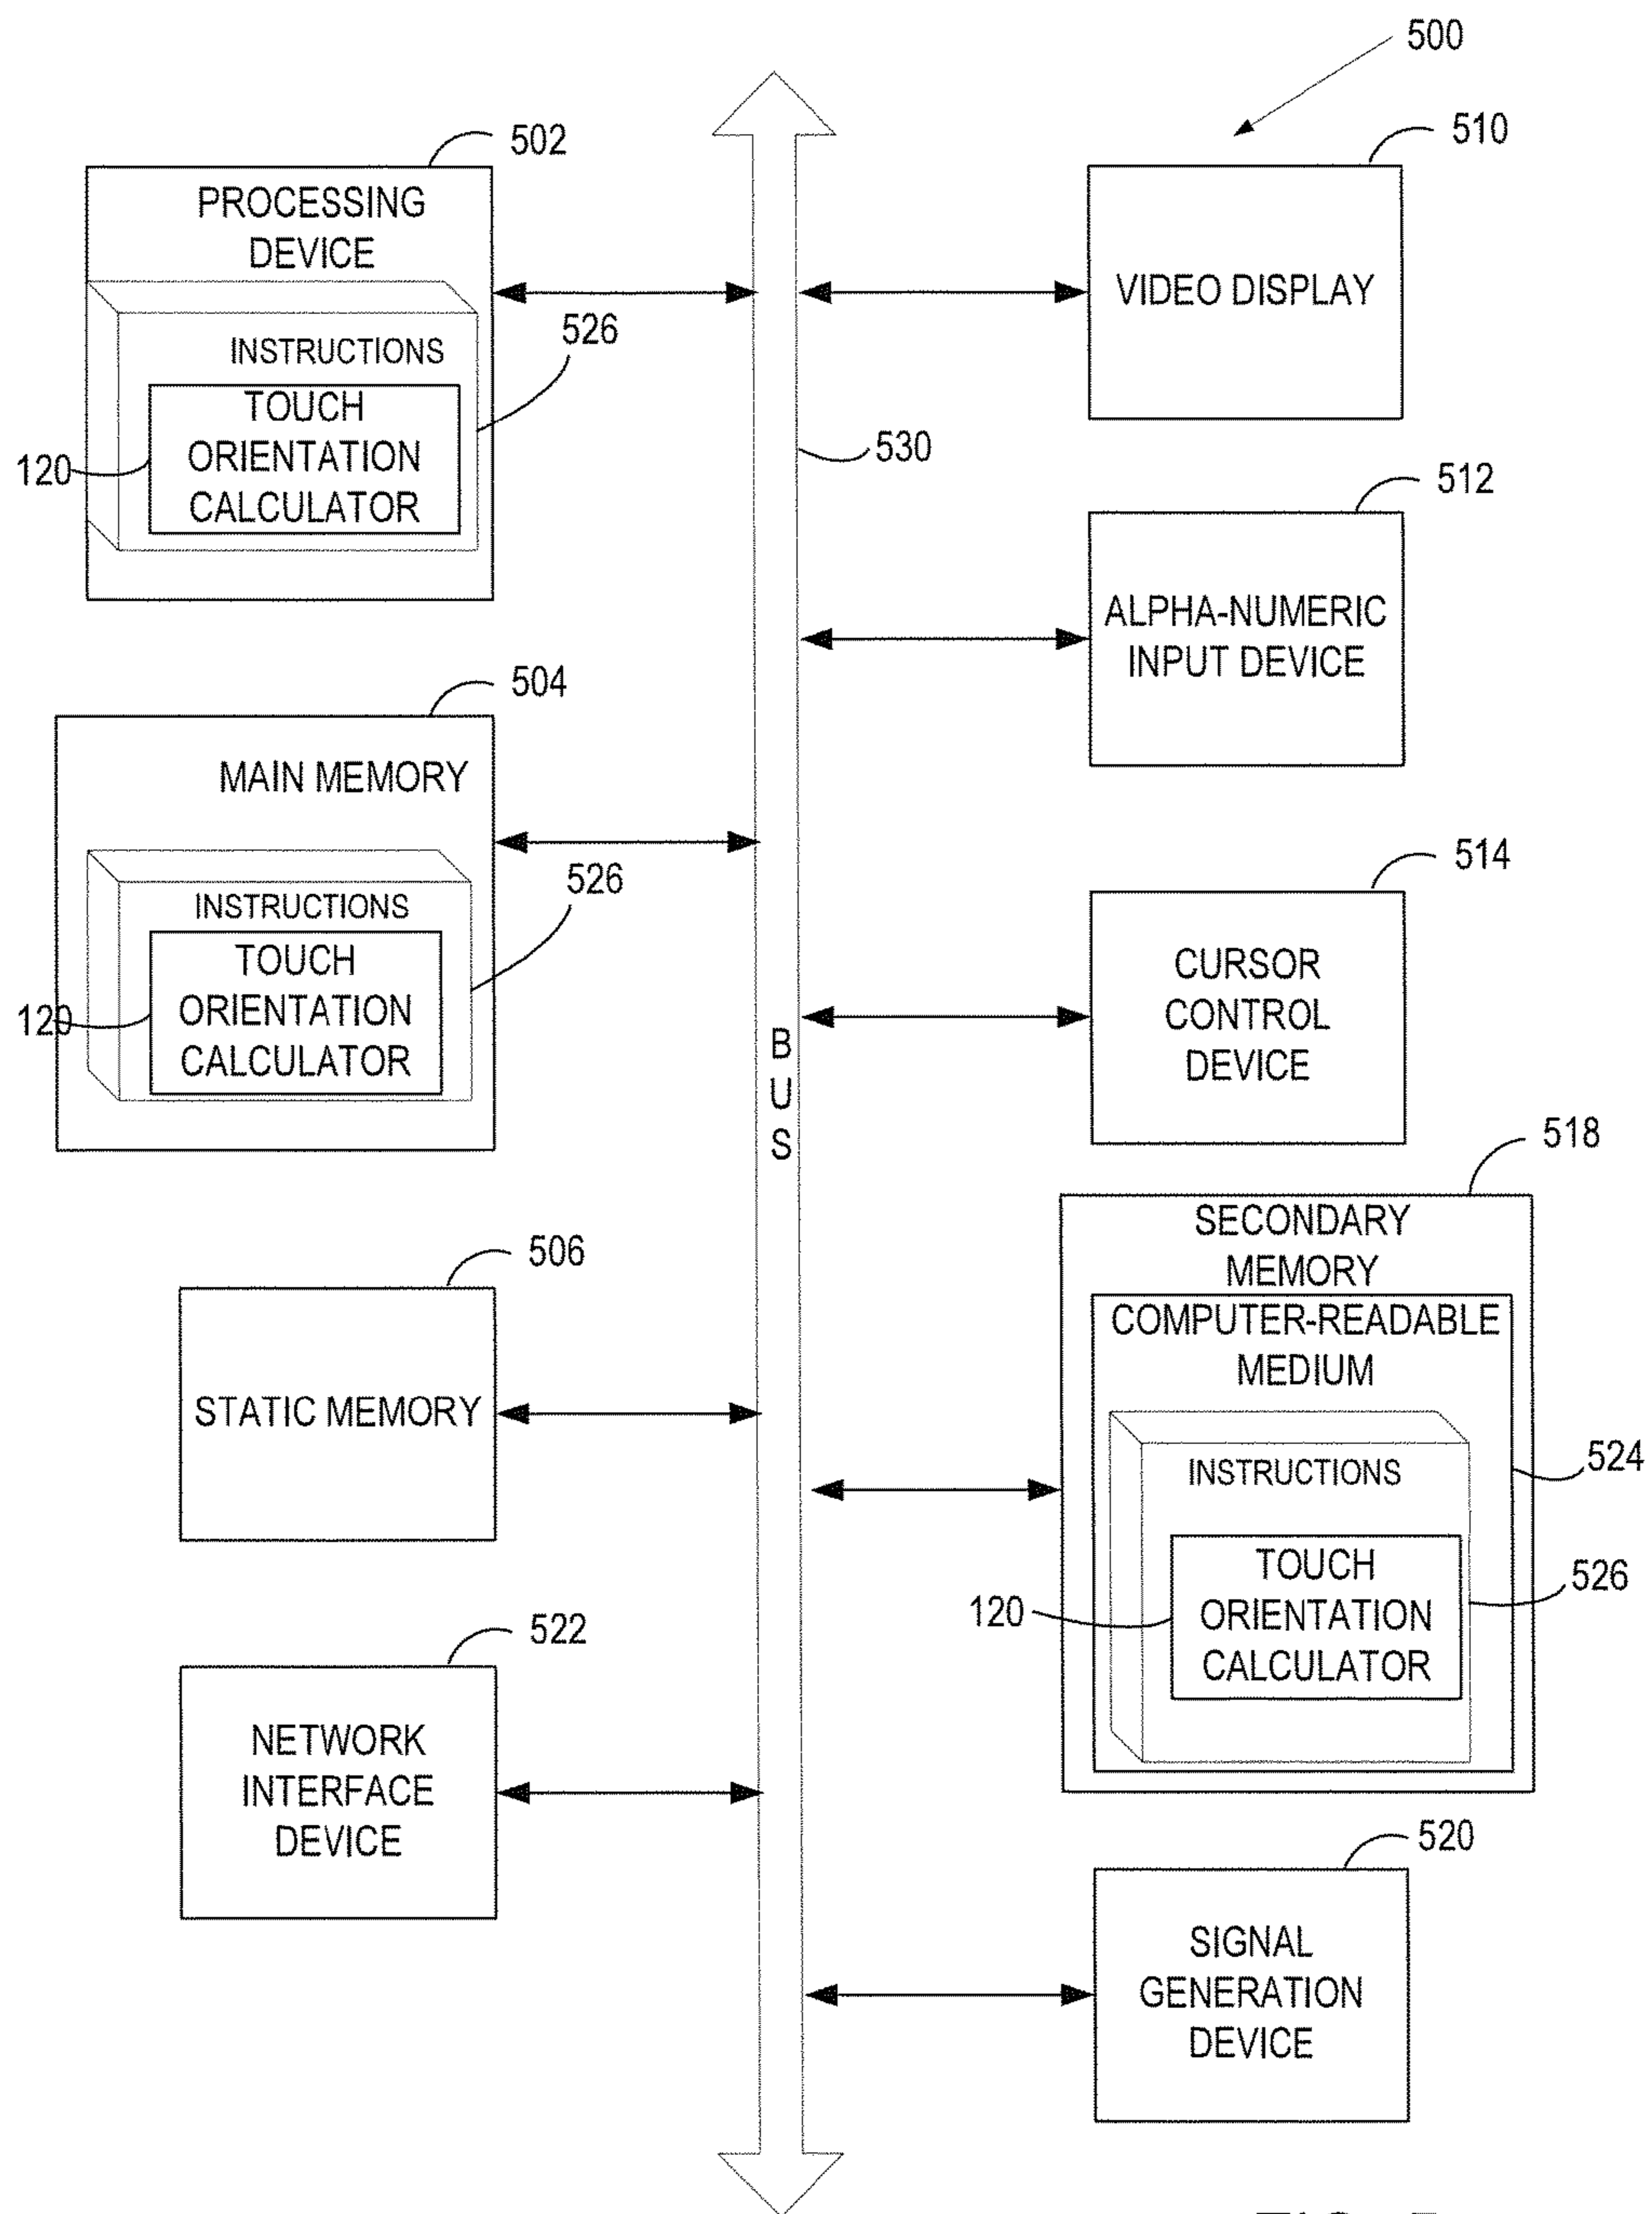 500
502
PROCESSING
DEVICE
INSTRUCTIONS
526
TOUCH
ORIENTATION
CALCULATOR
120
510
VIDEO DISPLAY
530
512
ALPHA-NUMERIC
INPUT DEVICE
504
MAIN MEMORY
INSTRUCTIONS
526
TOUCH
ORIENTATION
CALCULATOR
120
514
CURSOR
CONTROL
DEVICE
B
U
S
506
STATIC MEMORY
518
SECONDARY
MEMORY
COMPUTER-READABLE
MEDIUM
524
INSTRUCTIONS
TOUCH
ORIENTATION
CALCULATOR
526
120
522
NETWORK
INTERFACE
DEVICE
520
SIGNAL
GENERATION
DEVICE